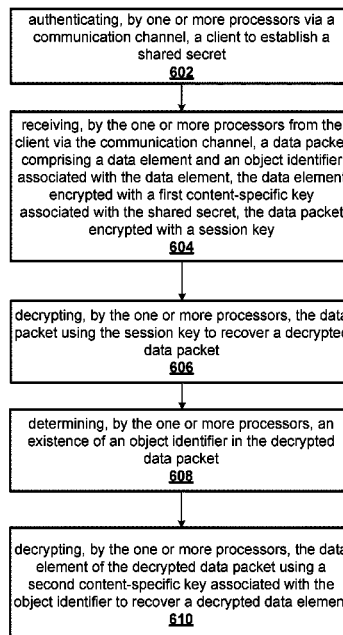 authenticating, by one or more processors via a
communication channel, a client to establish a
shared secret
602
receiving, by the one or more processors from the
client via the communication channel, a data packet
comprising a data element and an object identifier
associated with the data element, the data element
encrypted with a first content-specific key
associated with the shared secret, the data packet
encrypted with a session key
604
decrypting, by the one or more processors, the data
packet using the session key to recover a decrypted
data packet
606
determining, by the one or more processors, an
existence of an object identifier in the decrypted
data packet
608
decrypting, by the one or more processors, the data
element of the decrypted data packet using a
second content-specific key associated with the
object identifier to recover a decrypted data element
610